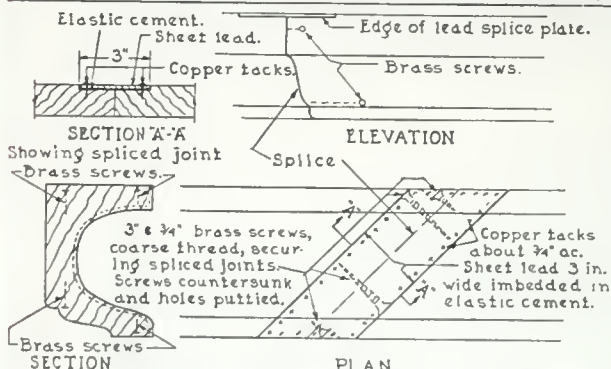 Elastic cement.
Sheet lead.
3"
Copper tacks.
SECTION "A"-"A"
Showing spliced joint
Edge of lead splice plate.
Brass screws.
ELEVATION
Splice
Brass screws.
3" & 3/4" brass screws,
coarse thread, secur-
ing spliced joints.
Screws countersunk
and holes puttied.
"A"
"A"
Copper tacks
about 3/4" ac.
Sheet lead 3 in.
wide imbedded in
elastic cement.
Brass screws
SECTION
PLAN